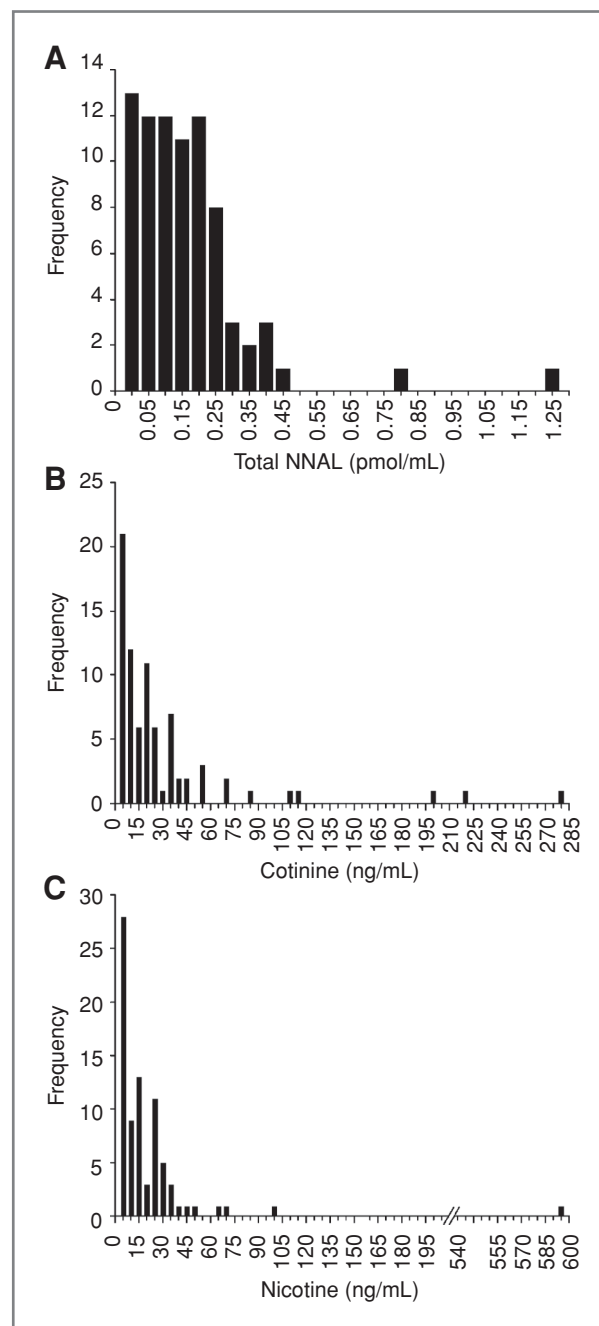 A
14
12
10
8
6
4
2
0
Frequency
0 0.05 0.15 0.25 0.35 0.45 0.55 0.65 0.75 0.85 0.95 1.05 1.15 1.25
Total NNAL (pmol/mL)
B
25
20
15
10
5
0
Frequency
0 15 30 45 60 75 90 105 115 135 150 165 180 195 210 225 240 255 270 285
Cotinine (ng/mL)
C
30
25
20
15
10
5
0
Frequency
0 15 30 45 60 75 90 105 120 135 150 165 180 195 540 555 570 585 600
Nicotine (ng/mL)